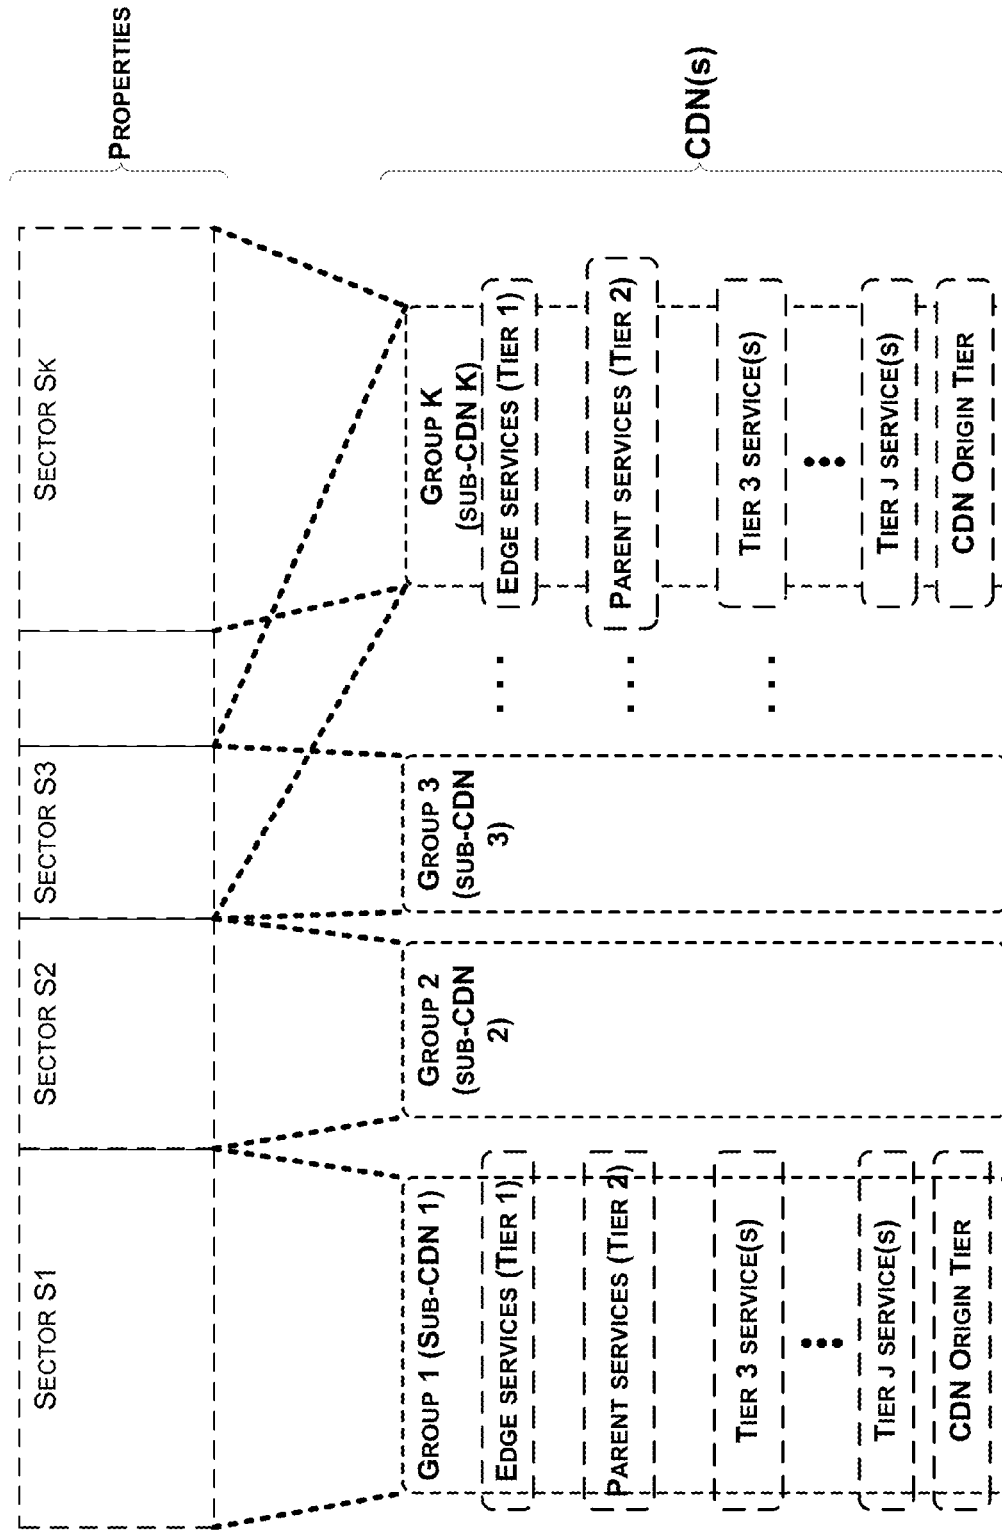 PROPERTIES
SECTOR S1
SECTOR S2
SECTOR S3
SECTOR SK
CDN(s)
GROUP 1 (SUB-CDN 1)
EDGE SERVICES (TIER 1)
PARENT SERVICES (TIER 2)
TIER 3 SERVICE(S)
TIER J SERVICE(S)
CDN ORIGIN TIER
GROUP 2
(SUB-CDN
2)
GROUP 3
(SUB-CDN
3)
GROUP K
(SUB-CDN K)
EDGE SERVICES (TIER 1)
PARENT SERVICES (TIER 2)
TIER 3 SERVICE(S)
TIER J SERVICE(S)
CDN ORIGIN TIER